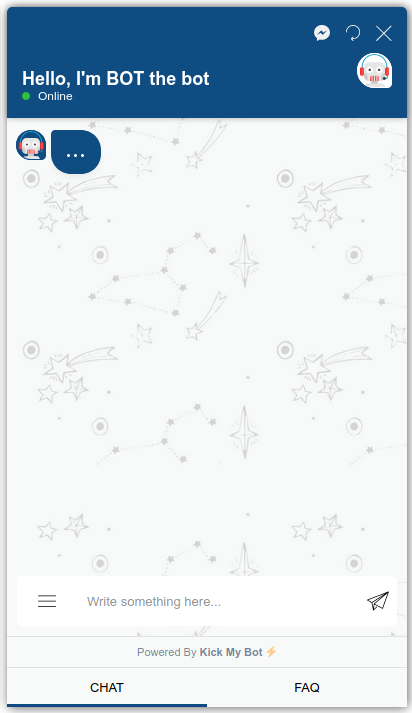 Hello, I'm BOT the bot
Online
...
Write something here...
Powered By Kick My Bot⚡
CHAT
FAQ